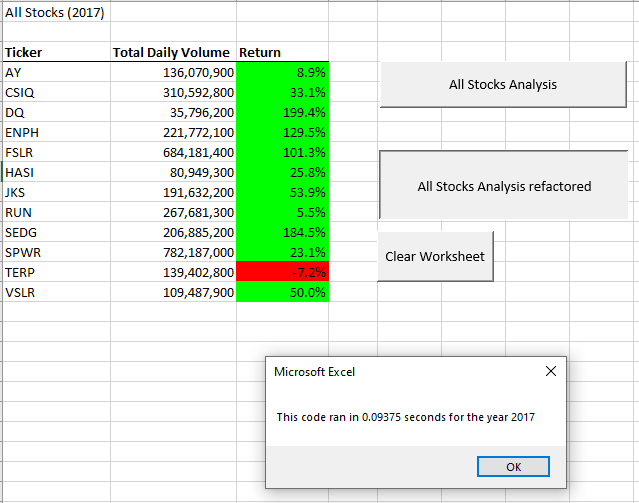 All Stocks (2017)
Ticker Total Daily Volume Return
AY 136,070,900 8.9%
CSIQ 310,592,800 33.1%
DQ 35,796,200 199.4%
ENPH 221,772,100 129.5%
FSLR 684,181,400 101.3%
HASI 80,949,300 25.8%
JKS 191,632,200 53.9%
RUN 267,681,300 5.5%
SEDG 206,885,200 184.5%
SPWR 782,187,000 23.1%
TERP 139,402,800 -7.2%
VSLR 109,487,900 50.0%
All Stocks Analysis
All Stocks Analysis refactored
Clear Worksheet
Microsoft Excel
This code ran in 0.09375 seconds for the year 2017
OK